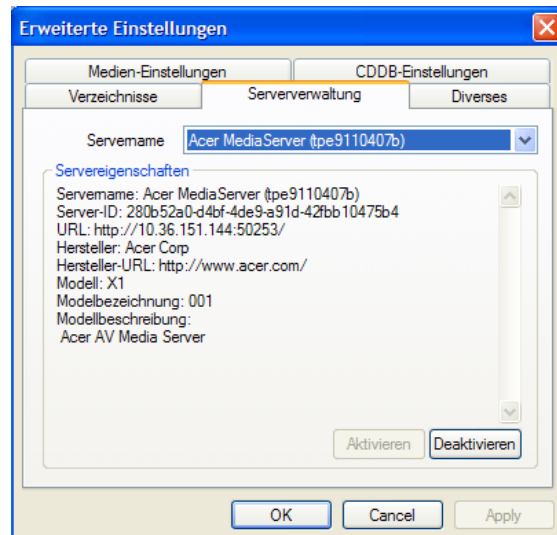 Erweiterte Einstellungen
Medien-Einstellungen CDDB-Einstellungen
Verzeichnisse Serververwaltung Diverses
Servername Acer MediaServer (tpe9110407b)
Servereigenschaften
Servername: Acer MediaServer (tpe9110407b)
Server-ID: 280b52a0-d4bf-4de9-a91d-42fbb10475b4
URL: http://10.36.151.144:50253/
Hersteller: Acer Corp
Hersteller-URL: http://www.acer.com/
Modell: X1
Modelbezeichnung: 001
Modellbeschreibung:
Acer AV Media Server
Aktivieren Deaktivieren
OK Cancel Apply